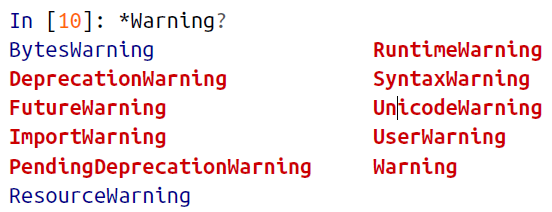 In [10]: *Warning?
BytesWarning RuntimeWarning
DeprecationWarning SyntaxWarning
FutureWarning UnicodeWarning
ImportWarning UserWarning
PendingDeprecationWarning Warning
ResourceWarning